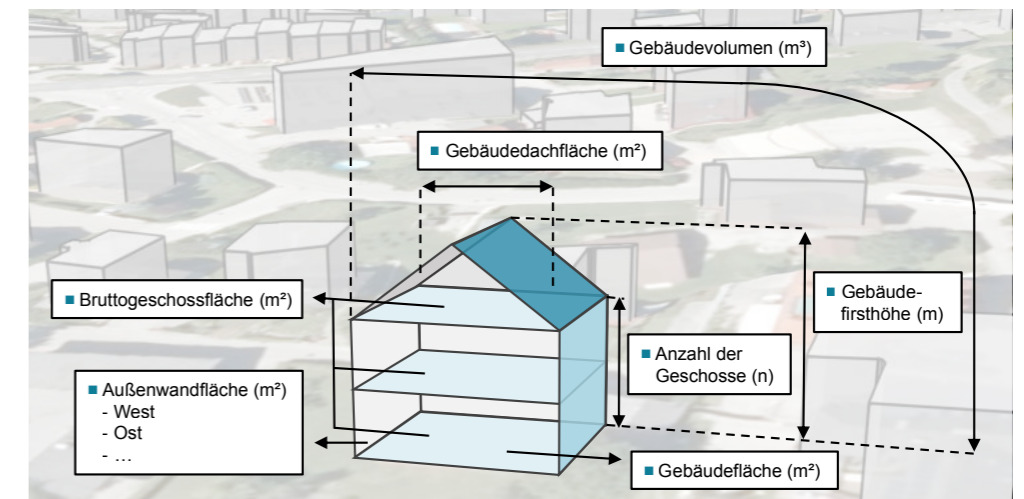 ■ Gebäudevolumen (m³)
■ Gebäudedachfläche (m²)
■ Bruttogeschossfläche (m²)
■ Gebäude-
firsthöhe (m)
■ Anzahl der
Geschosse (n)
■ Außenwandfläche (m²)
- West
- Ost
- …
■ Gebäudefläche (m²)